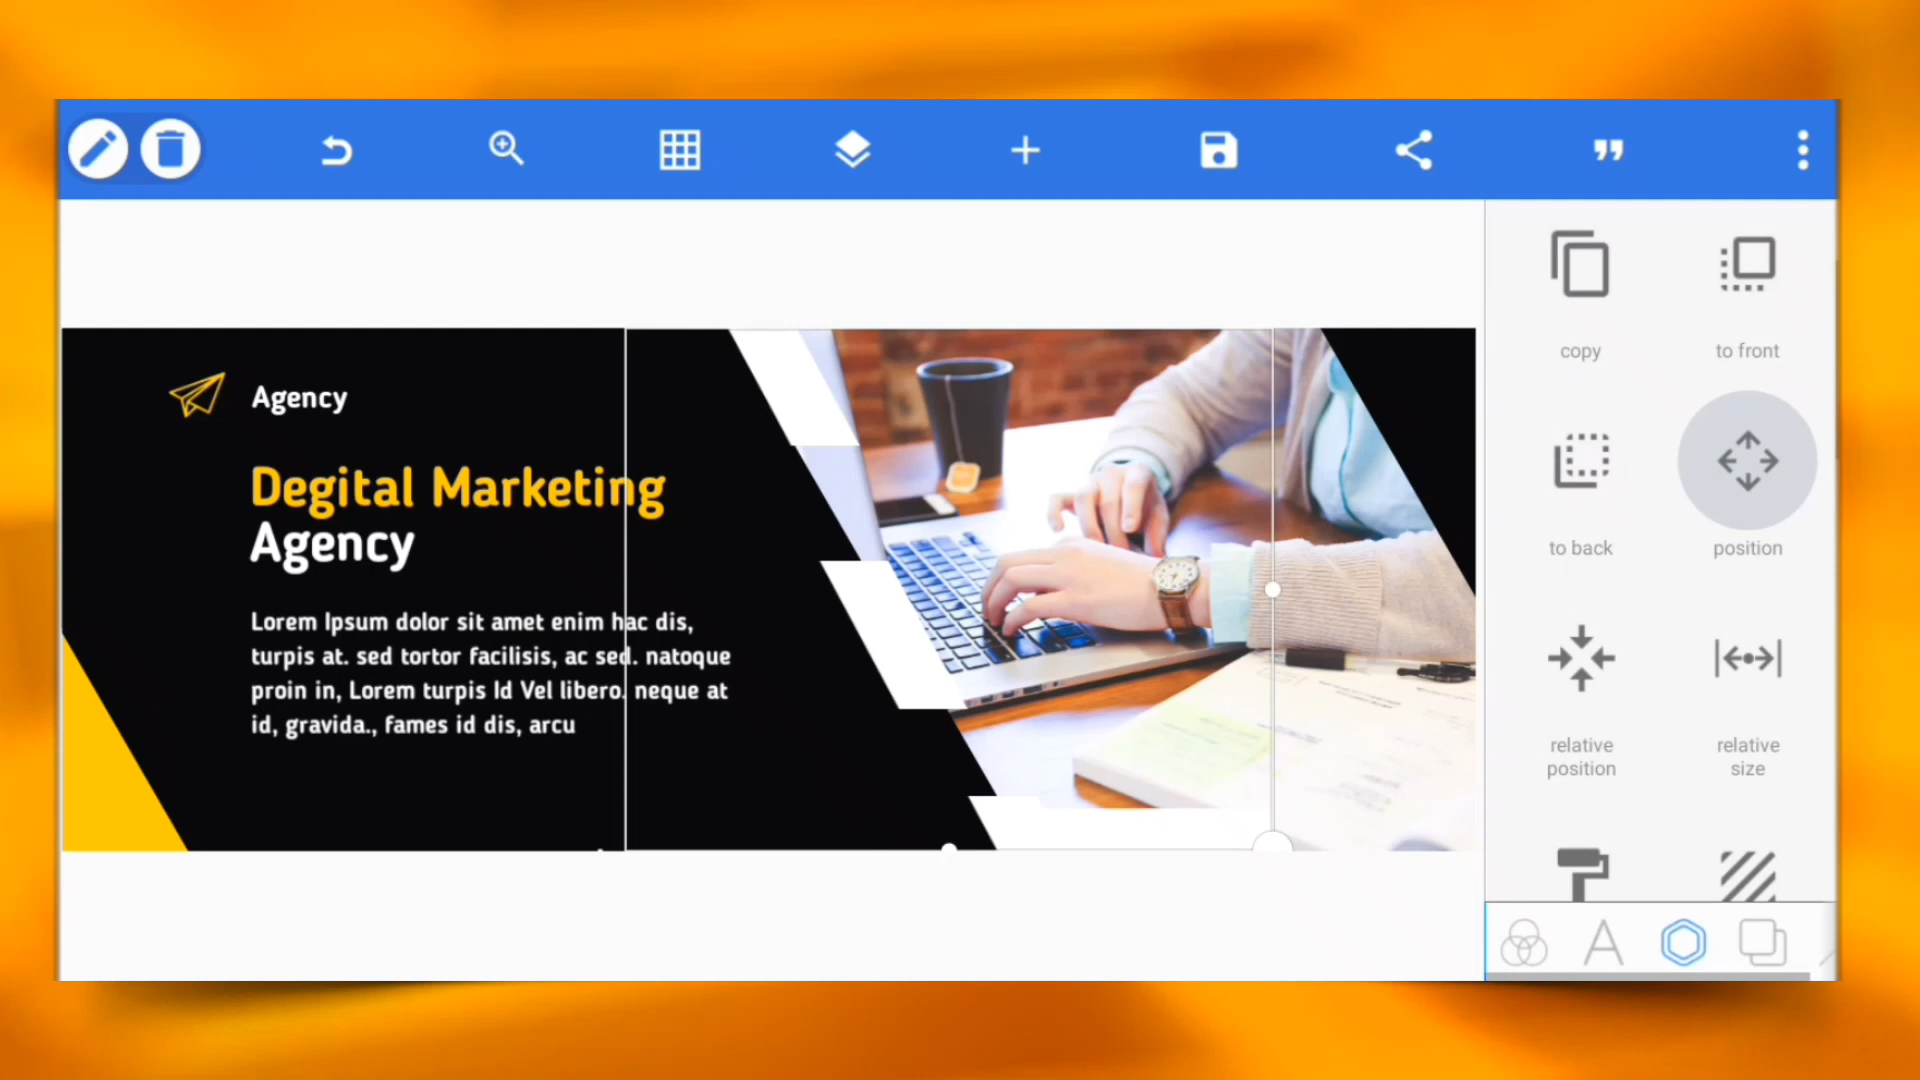 Agency
Degital Marketing
Agency
Lorem Ipsum dolor sit amet enim hac dis,
turpis at. sed tortor facilisis, ac sed. natoque
proin in, Lorem turpis Id Vel libero. neque at
id, gravida., fames id dis, arcu
copy
to front
to back
position
relative
position
relative
size